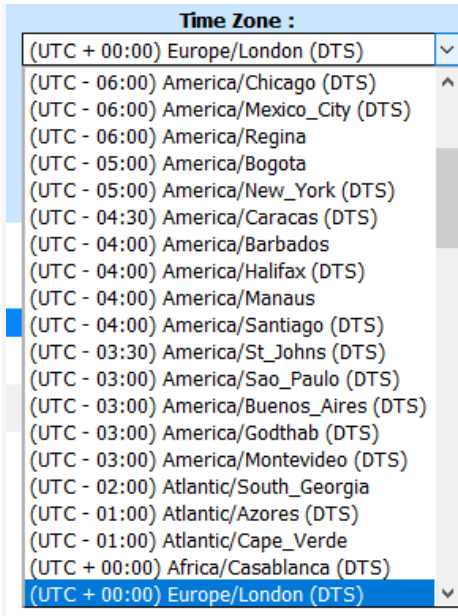 Time Zone :
(UTC + 00:00) Europe/London (DTS)
(UTC - 06:00) America/Chicago (DTS)
(UTC - 06:00) America/Mexico_City (DTS)
(UTC - 06:00) America/Regina
(UTC - 05:00) America/Bogota
(UTC - 05:00) America/New_York (DTS)
(UTC - 04:30) America/Caracas (DTS)
(UTC - 04:00) America/Barbados
(UTC - 04:00) America/Halifax (DTS)
(UTC - 04:00) America/Manaus
(UTC - 04:00) America/Santiago (DTS)
(UTC - 03:30) America/St_Johns (DTS)
(UTC - 03:00) America/Sao_Paulo (DTS)
(UTC - 03:00) America/Buenos_Aires (DTS)
(UTC - 03:00) America/Godthab (DTS)
(UTC - 03:00) America/Montevideo (DTS)
(UTC - 02:00) Atlantic/South_Georgia
(UTC - 01:00) Atlantic/Azores (DTS)
(UTC - 01:00) Atlantic/Cape_Verde
(UTC + 00:00) Africa/Casablanca (DTS)
(UTC + 00:00) Europe/London (DTS)